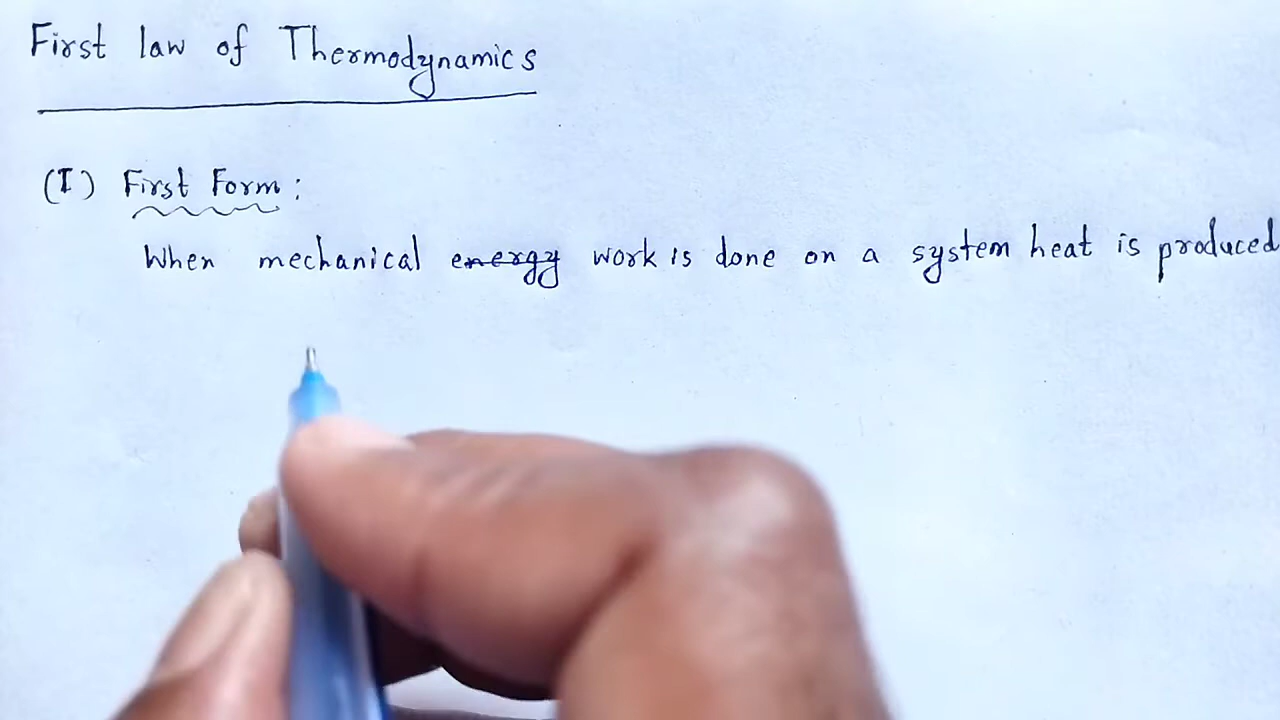 First law of Thermodynamics
(I) First Form:
When mechanical energy work is done on a system heat is produced